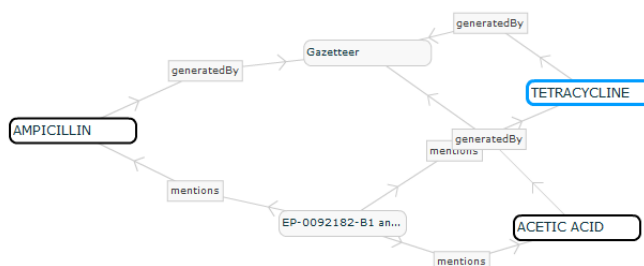 generatedBy
Gazetteer
generatedBy
TETRACYCLINE
AMPICILLIN
generatedBy
mentions
mentions
EP-0092182-B1 an...
ACETIC ACID
mentions